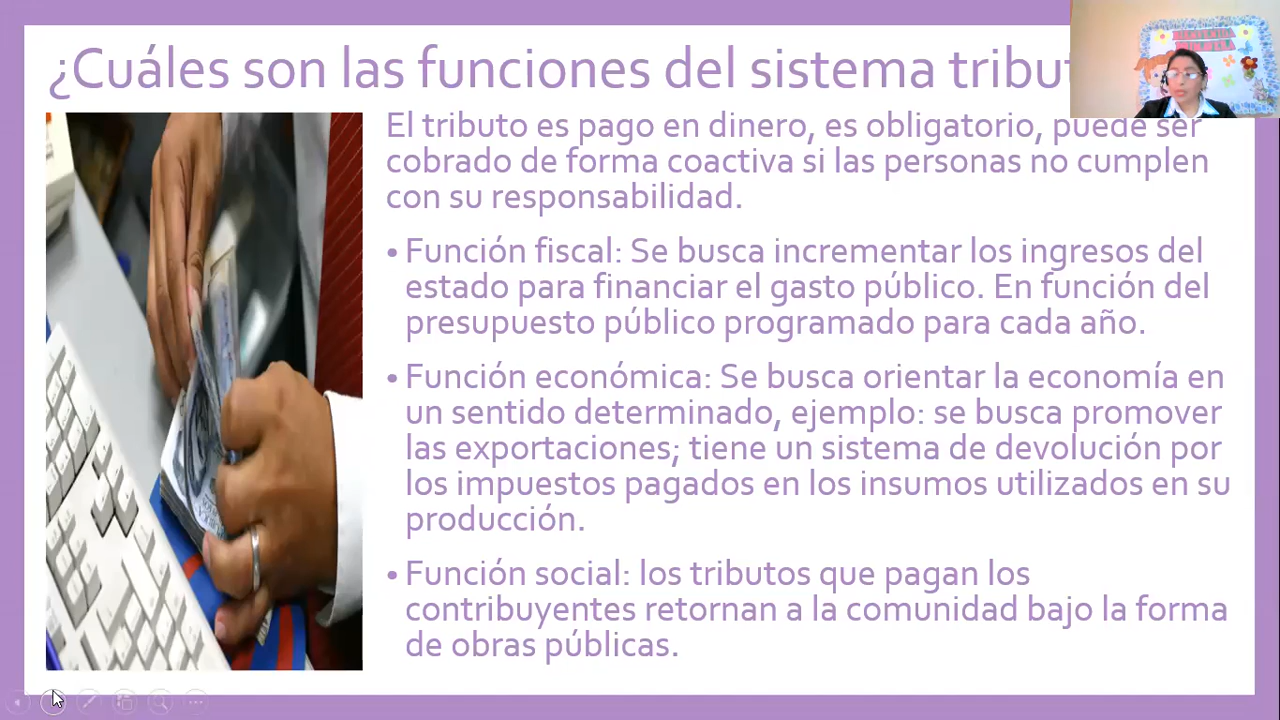 ¿Cuáles son las funciones del sistema tribut
El tributo es pago en dinero, es obligatorio, puede ser
cobrado de forma coactiva si las personas no cumplen
con su responsabilidad.
• Función fiscal: Se busca incrementar los ingresos del
estado para financiar el gasto público. En función del
presupuesto público programado para cada año.
• Función económica: Se busca orientar la economía en
un sentido determinado, ejemplo: se busca promover
las exportaciones; tiene un sistema de devolución por
los impuestos pagados en los insumos utilizados en su
producción.
• Función social: los tributos que pagan los
contribuyentes retornan a la comunidad bajo la forma
de obras públicas.